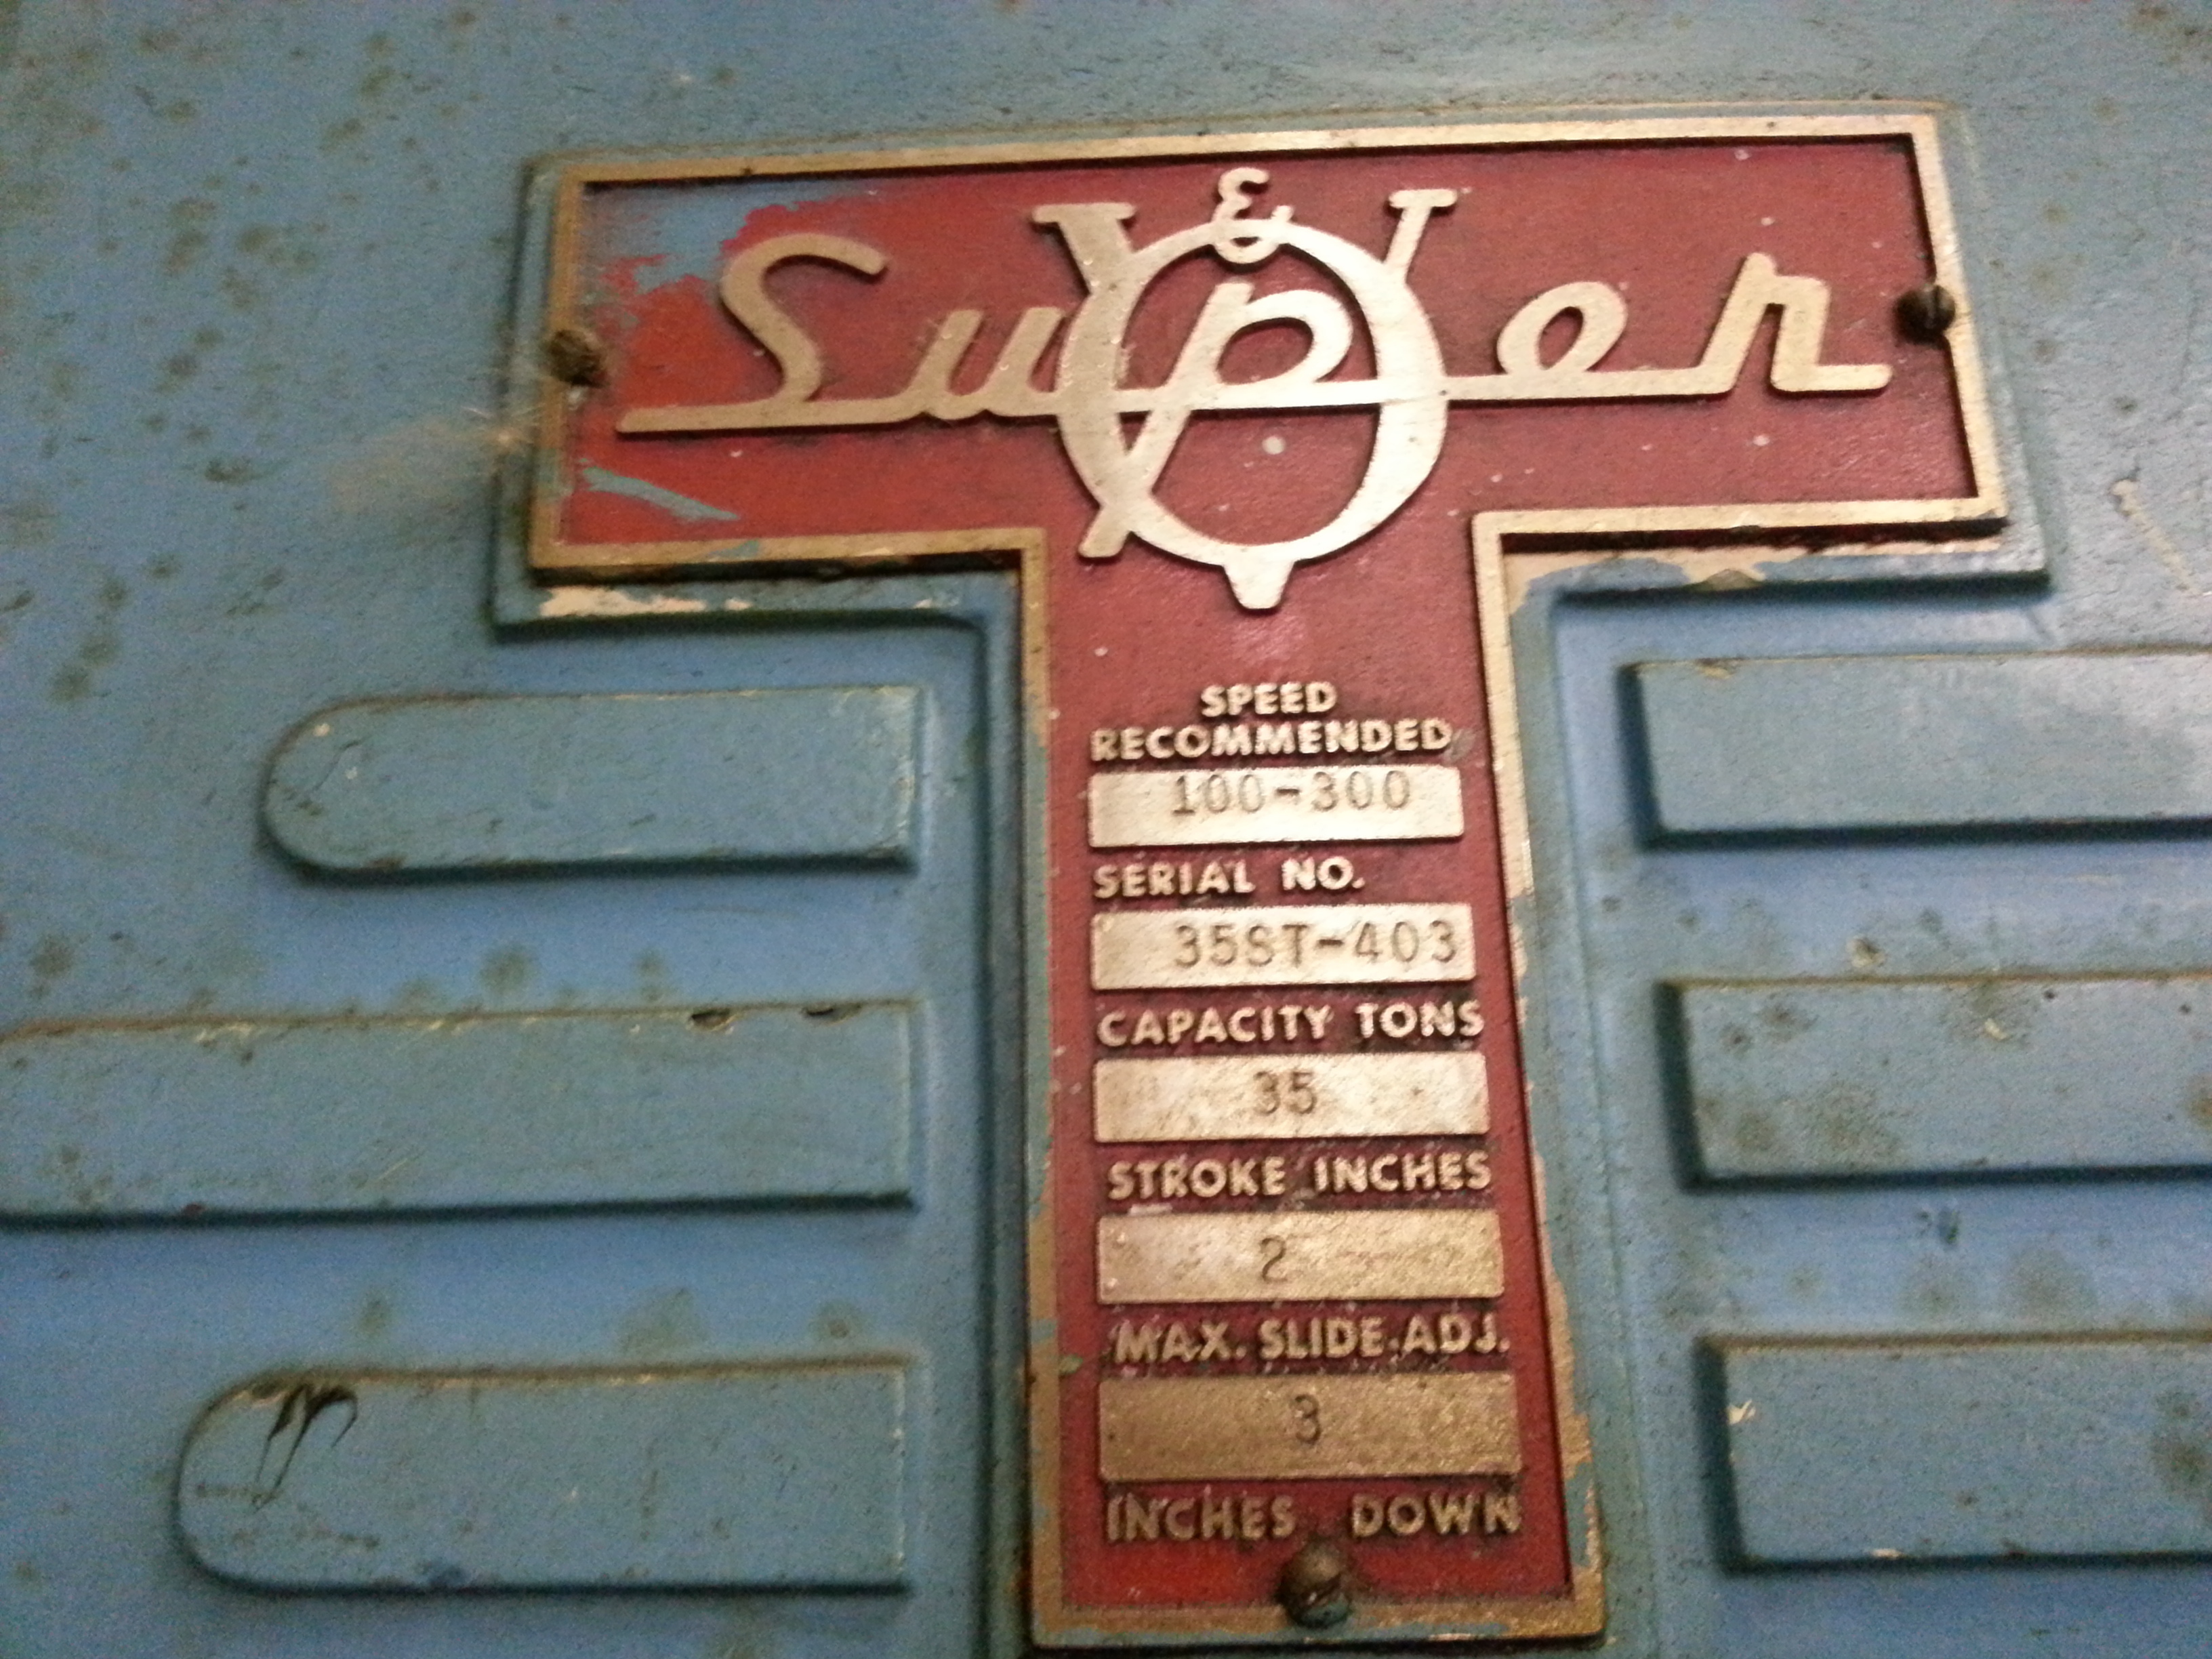 V & O
Super
SPEED
RECOMMENDED
100-300
SERIAL NO.
35ST-403
CAPACITY TONS
35
STROKE INCHES
2
MAX. SLIDE.ADJ.
3
INCHES DOWN